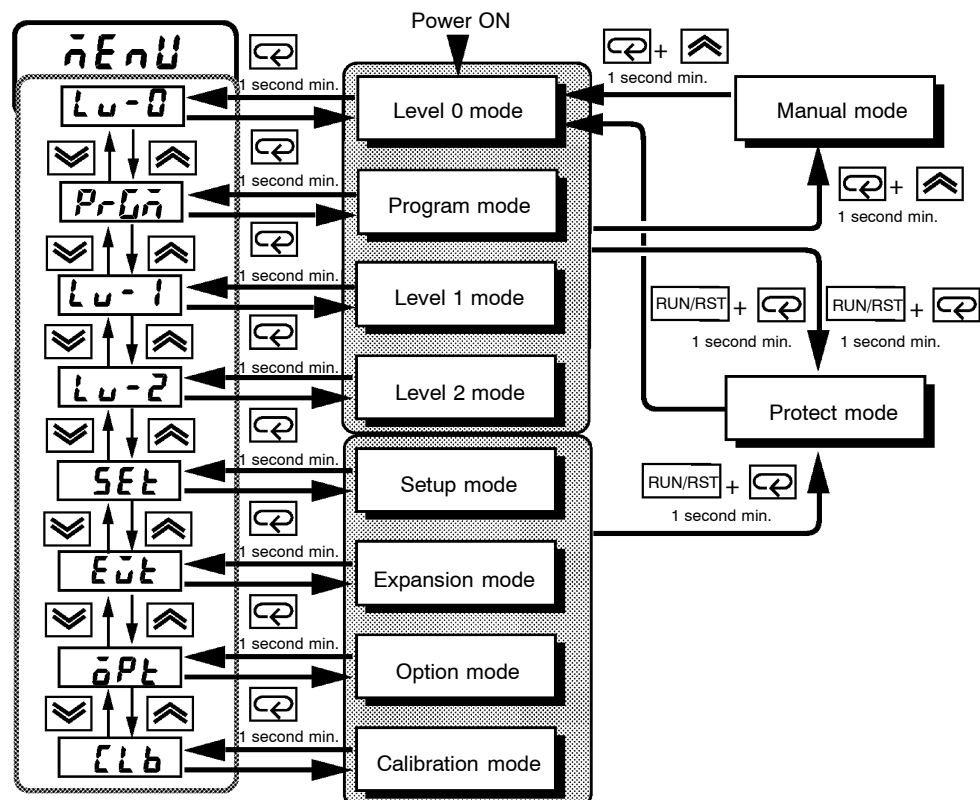 Power ON
n̄EnU
Lu-0
PrGn̄
Lu-1
Lu-2
SEt
Eūt
ōPt
CLb
1 second min.
1 second min.
1 second min.
1 second min.
1 second min.
1 second min.
1 second min.
1 second min.
Level 0 mode
Program mode
Level 1 mode
Level 2 mode
Setup mode
Expansion mode
Option mode
Calibration mode
+
1 second min.
Manual mode
+
1 second min.
RUN/RST +
1 second min.
RUN/RST +
1 second min.
Protect mode
RUN/RST +
1 second min.